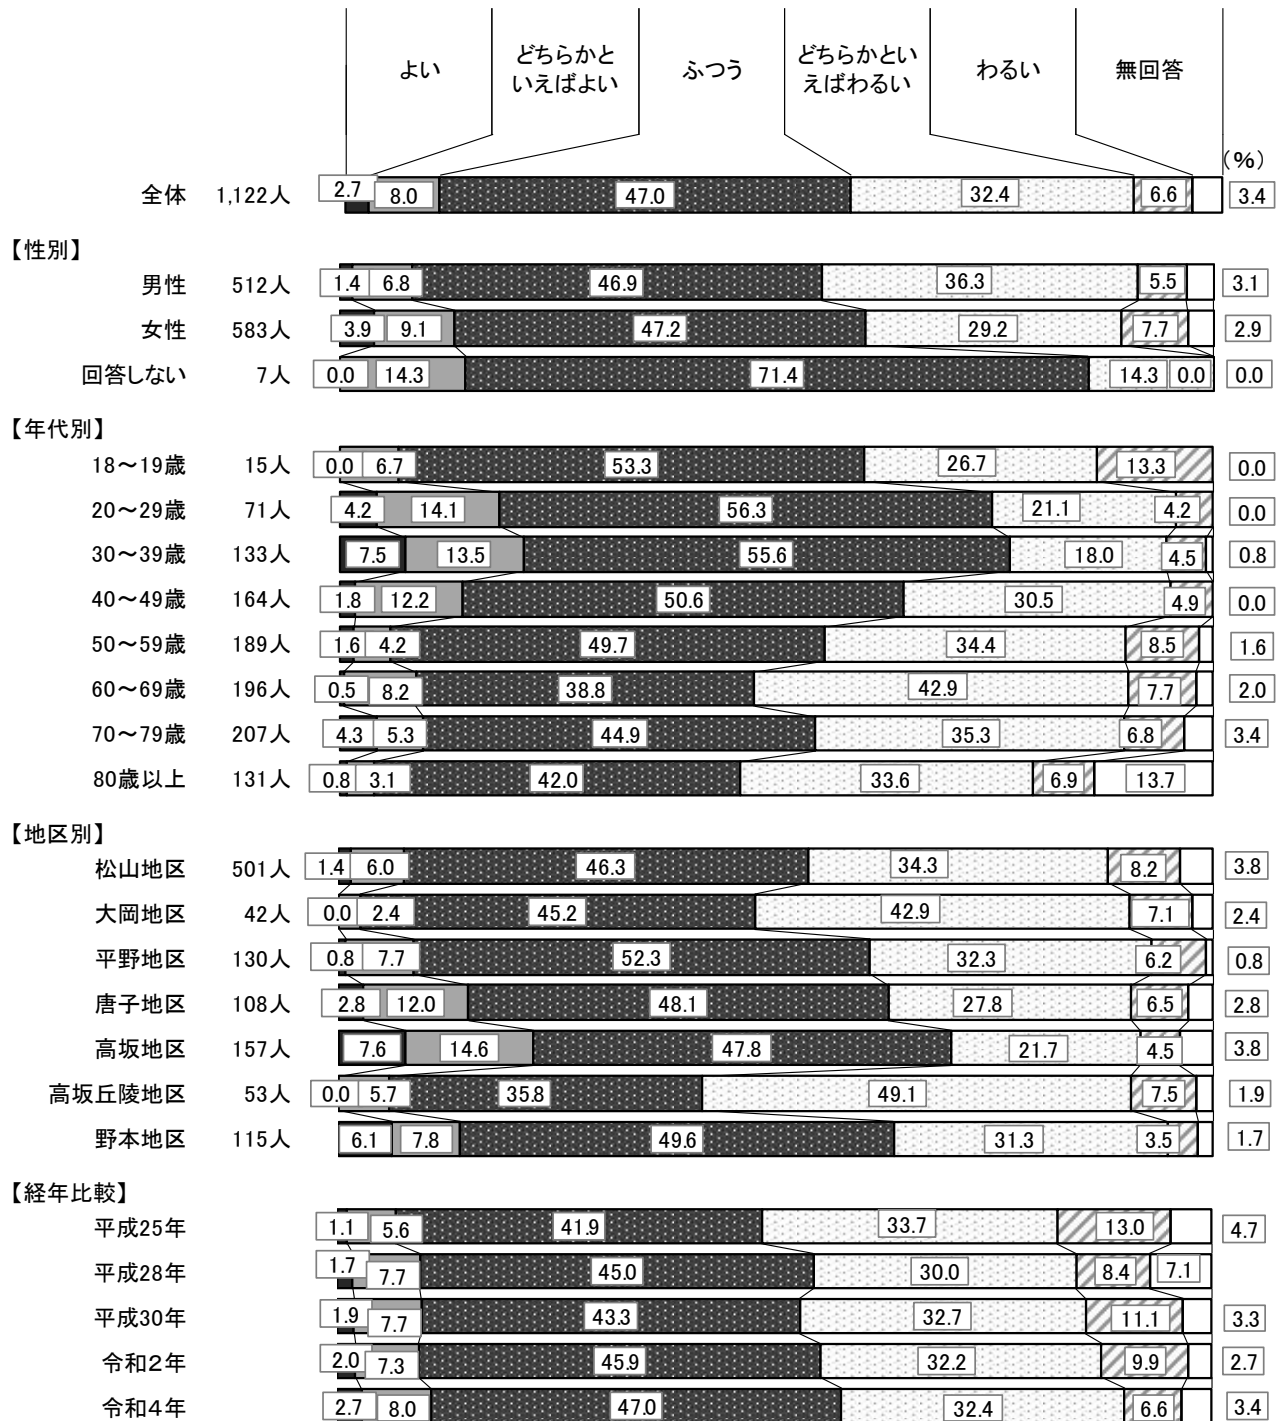 よい
どちらかと
いえばよい
ふつう
どちらかとい
えばわるい
わるい
無回答
(%)
全体 1,122人 2.7 8.0 47.0 32.4 6.6 3.4
【性別】
男性 512人 1.4 6.8 46.9 36.3 5.5 3.1
女性 583人 3.9 9.1 47.2 29.2 7.7 2.9
回答しない 7人 0.0 14.3 71.4 14.3 0.0 0.0
【年代別】
18～19歳 15人 0.0 6.7 53.3 26.7 13.3 0.0
20～29歳 71人 4.2 14.1 56.3 21.1 4.2 0.0
30～39歳 133人 7.5 13.5 55.6 18.0 4.5 0.8
40～49歳 164人 1.8 12.2 50.6 30.5 4.9 0.0
50～59歳 189人 1.6 4.2 49.7 34.4 8.5 1.6
60～69歳 196人 0.5 8.2 38.8 42.9 7.7 2.0
70～79歳 207人 4.3 5.3 44.9 35.3 6.8 3.4
80歳以上 131人 0.8 3.1 42.0 33.6 6.9 13.7
【地区別】
松山地区 501人 1.4 6.0 46.3 34.3 8.2 3.8
大岡地区 42人 0.0 2.4 45.2 42.9 7.1 2.4
平野地区 130人 0.8 7.7 52.3 32.3 6.2 0.8
唐子地区 108人 2.8 12.0 48.1 27.8 6.5 2.8
高坂地区 157人 7.6 14.6 47.8 21.7 4.5 3.8
高坂丘陵地区 53人 0.0 5.7 35.8 49.1 7.5 1.9
野本地区 115人 6.1 7.8 49.6 31.3 3.5 1.7
【経年比較】
平成25年 1.1 5.6 41.9 33.7 13.0 4.7
平成28年 1.7 7.7 45.0 30.0 8.4 7.1
平成30年 1.9 7.7 43.3 32.7 11.1 3.3
令和２年 2.0 7.3 45.9 32.2 9.9 2.7
令和４年 2.7 8.0 47.0 32.4 6.6 3.4